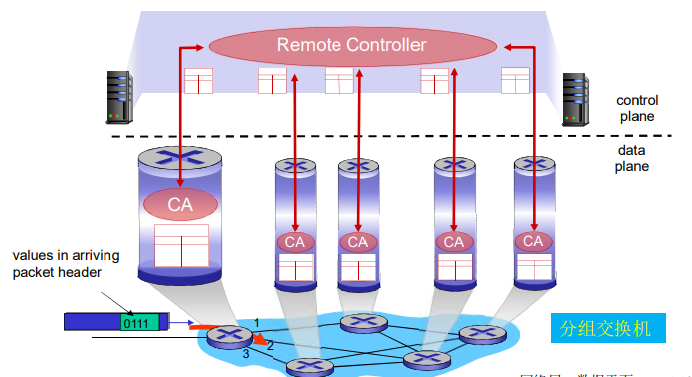 Remote Controller
control
plane
data
plane
CA
CA
CA
CA
CA
values in arriving
packet header
0111
1
2
3
分组交换机